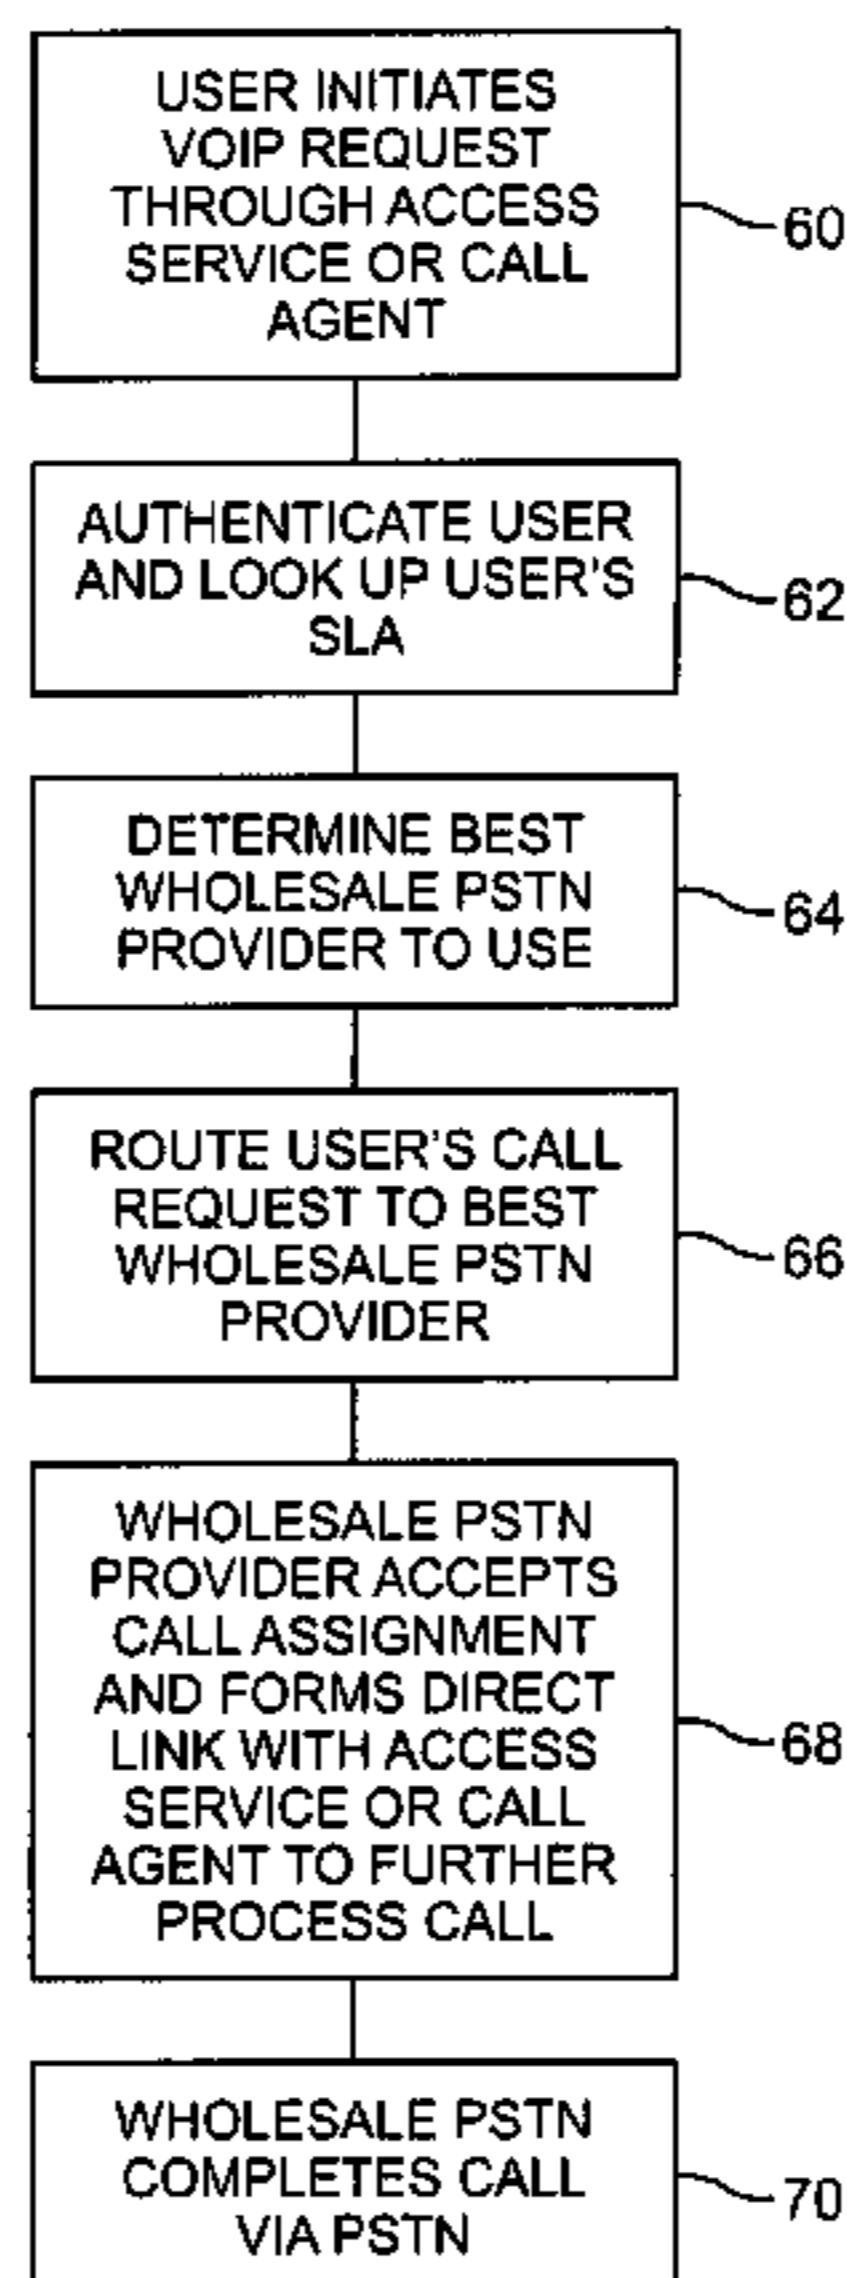 USER INITIATES
VOIP REQUEST
THROUGH ACCESS
SERVICE OR CALL
AGENT
60
AUTHENTICATE USER
AND LOOK UP USER'S
SLA
62
DETERMINE BEST
WHOLESALE PSTN
PROVIDER TO USE
64
ROUTE USER'S CALL
REQUEST TO BEST
WHOLESALE PSTN
PROVIDER
66
WHOLESALE PSTN
PROVIDER ACCEPTS
CALL ASSIGNMENT
AND FORMS DIRECT
LINK WITH ACCESS
SERVICE OR CALL
AGENT TO FURTHER
PROCESS CALL
68
WHOLESALE PSTN
COMPLETES CALL
VIA PSTN
70